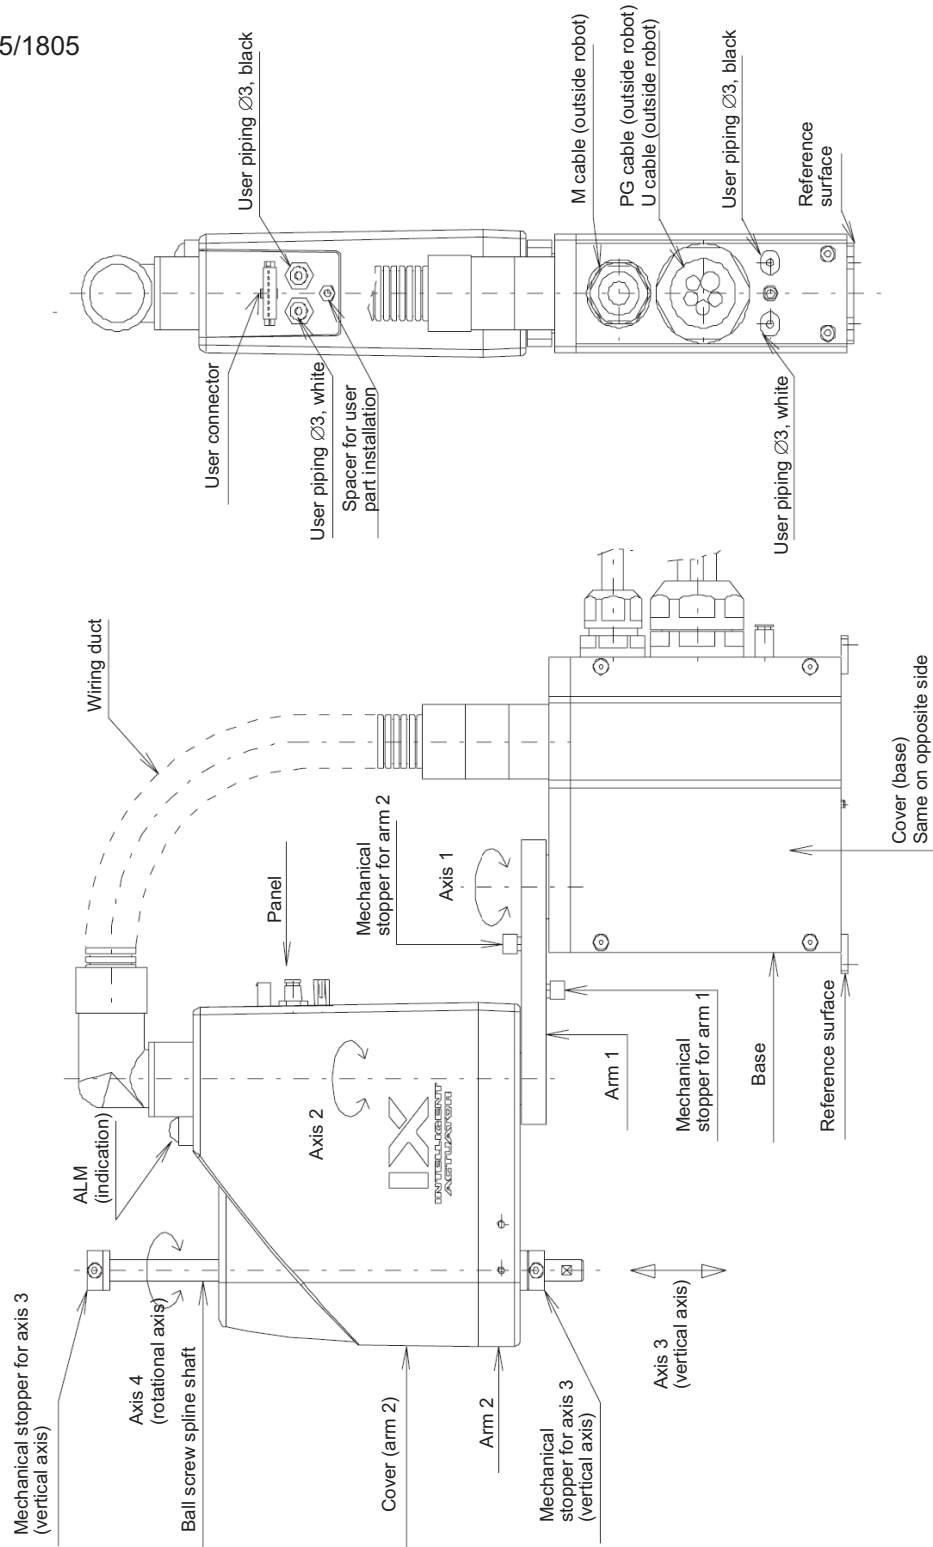 5/1805
User piping Ø3, black
M cable (outside robot)
PG cable (outside robot)
U cable (outside robot)
User piping Ø3, black
Reference
surface
User connector
User piping Ø3, white
Spacer for user
part installation
User piping Ø3, white
Wiring duct
Panel
Mechanical
stopper for arm 2
Axis 1
Cover (base)
Same on opposite side
ALM
(indication)
Axis 2
IX
INTELLIGENT
ACTUATOR
Arm 1
Mechanical
stopper for arm 1
Base
Reference surface
Mechanical stopper for axis 3
(vertical axis)
Axis 4
(rotational axis)
Ball screw spline shaft
Cover (arm 2)
Arm 2
Mechanical
stopper for axis 3
(vertical axis)
Axis 3
(vertical axis)